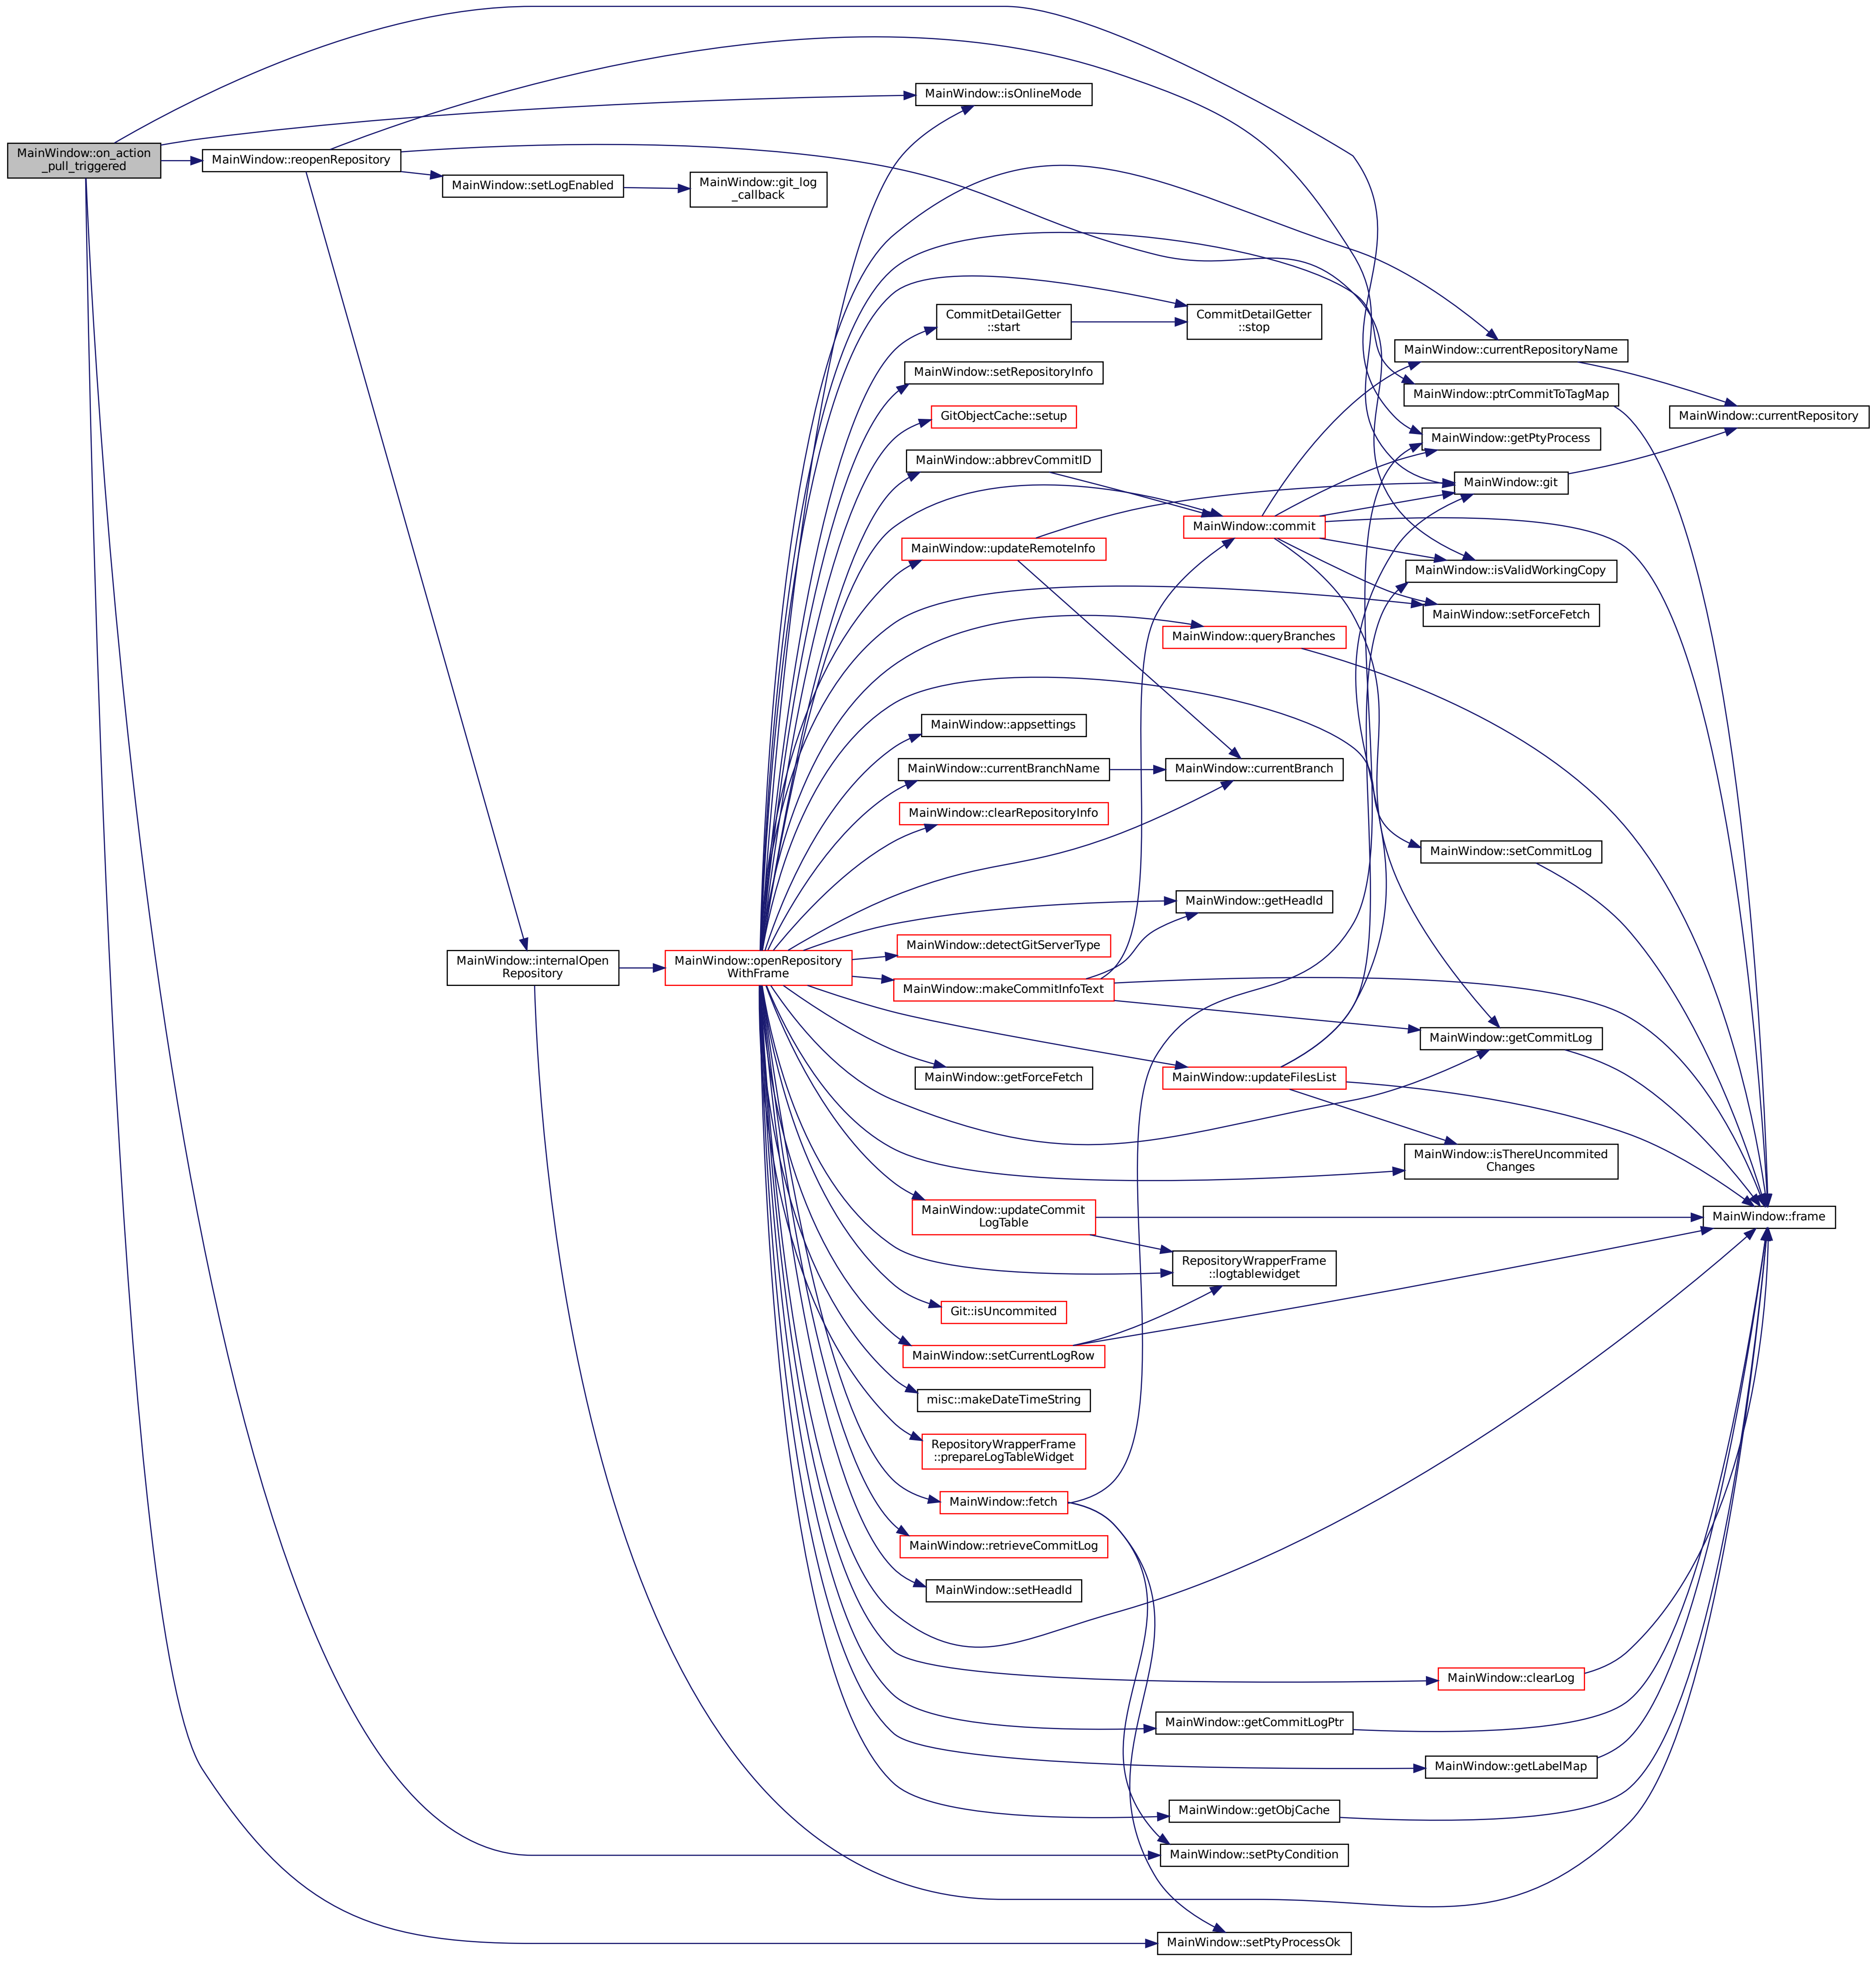 MainWindow::on_action
_pull_triggered
MainWindow::reopenRepository
MainWindow::setLogEnabled
MainWindow::git_log
_callback
MainWindow::internalOpen
Repository
MainWindow::openRepository
WithFrame
MainWindow::isOnlineMode
CommitDetailGetter
::start
CommitDetailGetter
::stop
MainWindow::setRepositoryInfo
GitObjectCache::setup
MainWindow::abbrevCommitID
MainWindow::updateRemoteInfo
MainWindow::commit
MainWindow::queryBranches
MainWindow::appsettings
MainWindow::currentBranchName
MainWindow::currentBranch
MainWindow::clearRepositoryInfo
MainWindow::getHeadId
MainWindow::detectGitServerType
MainWindow::makeCommitInfoText
MainWindow::getForceFetch
MainWindow::updateFilesList
MainWindow::updateCommit
LogTable
RepositoryWrapperFrame
::logtablewidget
Git::isUncommited
MainWindow::setCurrentLogRow
misc::makeDateTimeString
RepositoryWrapperFrame
::prepareLogTableWidget
MainWindow::fetch
MainWindow::retrieveCommitLog
MainWindow::setHeadId
MainWindow::getCommitLogPtr
MainWindow::getObjCache
MainWindow::setPtyCondition
MainWindow::setPtyProcessOk
MainWindow::currentRepositoryName
MainWindow::ptrCommitToTagMap
MainWindow::currentRepository
MainWindow::getPtyProcess
MainWindow::git
MainWindow::isValidWorkingCopy
MainWindow::setForceFetch
MainWindow::setCommitLog
MainWindow::getCommitLog
MainWindow::isThereUncommited
Changes
MainWindow::frame
MainWindow::clearLog
MainWindow::getLabelMap